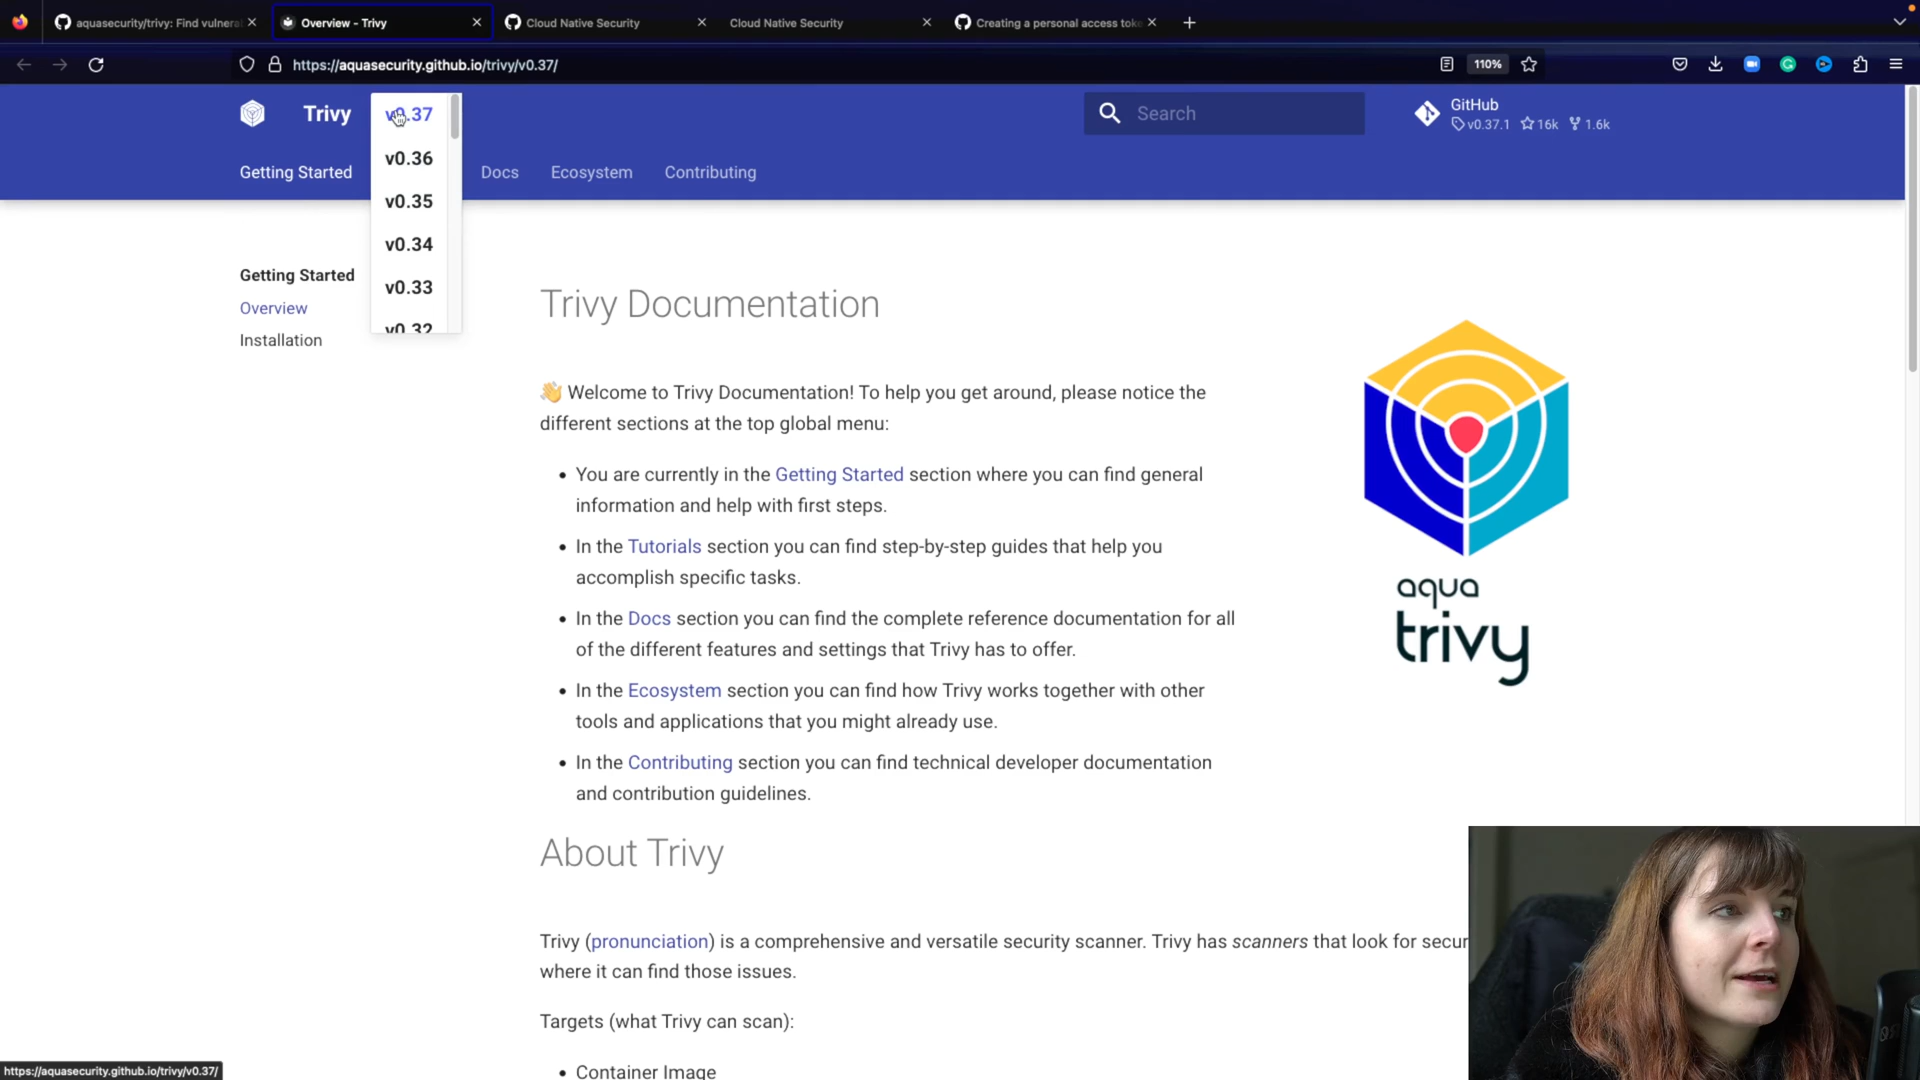 aquasecurity/trivy: Find vulnera
Overview - Trivy
Cloud Native Security
Cloud Native Security
Creating a personal access toke
https://aquasecurity.github.io/trivy/v0.37/
110%
Trivy
v0.37
v0.36
v0.35
v0.34
v0.33
v0.32
Search
GitHub
v0.37.1 16k 1.6k
Getting Started
Docs
Ecosystem
Contributing
Getting Started
Overview
Installation
Trivy Documentation
👋 Welcome to Trivy Documentation! To help you get around, please notice the
different sections at the top global menu:
• You are currently in the Getting Started section where you can find general
information and help with first steps.
• In the Tutorials section you can find step-by-step guides that help you
accomplish specific tasks.
• In the Docs section you can find the complete reference documentation for all
of the different features and settings that Trivy has to offer.
• In the Ecosystem section you can find how Trivy works together with other
tools and applications that you might already use.
• In the Contributing section you can find technical developer documentation
and contribution guidelines.
aqua
trivy
About Trivy
Trivy (pronunciation) is a comprehensive and versatile security scanner. Trivy has scanners that look for secur
where it can find those issues.
Targets (what Trivy can scan):
• Container Image
https://aquasecurity.github.io/trivy/v0.37/